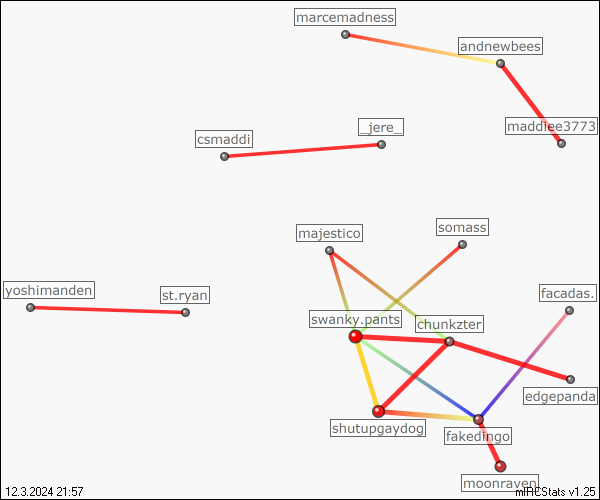 marcemadness
andnewbees
maddiee3773
_jere_
csmaddi
somass
majestico
yoshimanden
st.ryan
facadas.
swanky.pants
chunkzter
edgepanda
shutupgaydog
fakedingo
moonraven
12.3.2024 21:57
mIRCStats v1.25